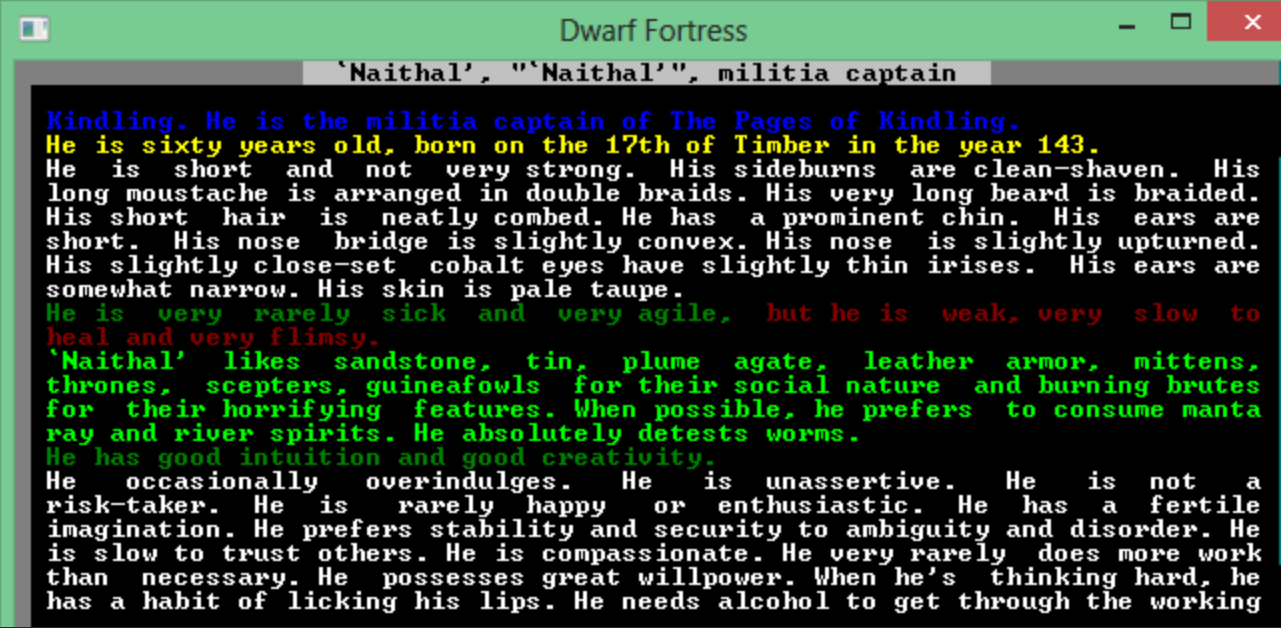 Dwarf Fortress
`Naithal', "`Naithal'", militia captain
Kindling. He is the militia captain of The Pages of Kindling.
He is sixty years old, born on the 17th of Timber in the year 143.
He is short and not very strong. His sideburns are clean-shaven. His
long moustache is arranged in double braids. His very long beard is braided.
His short hair is neatly combed. He has a prominent chin. His ears are
short. His nose bridge is slightly convex. His nose is slightly upturned.
His slightly close-set cobalt eyes have slightly thin irises. His ears are
somewhat narrow. His skin is pale taupe.
He is very rarely sick and very agile, but he is weak, very slow to
heal and very flimsy.
`Naithal' likes sandstone, tin, plume agate, leather armor, mittens,
thrones, scepters, guineafowls for their social nature and burning brutes
for their horrifying features. When possible, he prefers to consume manta
ray and river spirits. He absolutely detests worms.
He has good intuition and good creativity.
He occasionally overindulges. He is unassertive. He is not a
risk-taker. He is rarely happy or enthusiastic. He has a fertile
imagination. He prefers stability and security to ambiguity and disorder. He
is slow to trust others. He is compassionate. He very rarely does more work
than necessary. He possesses great willpower. When he's thinking hard, he
has a habit of licking his lips. He needs alcohol to get through the working